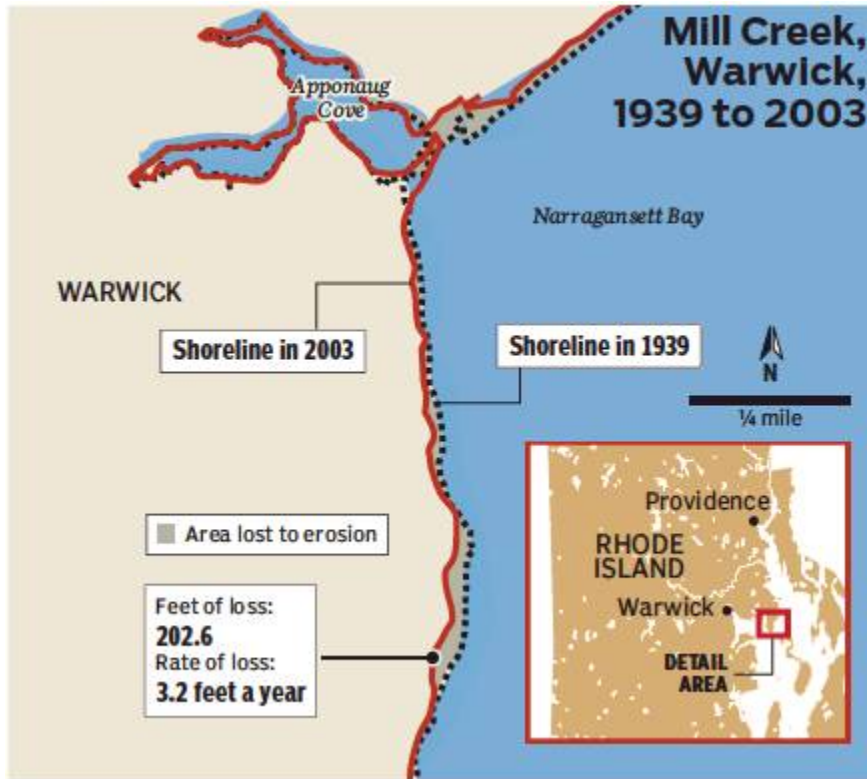 Mill Creek,
Warwick,
1939 to 2003
Apponaug
Cove
Narragansett Bay
WARWICK
Shoreline in 2003
Shoreline in 1939
N
¼ mile
Area lost to erosion
Feet of loss:
202.6
Rate of loss:
3.2 feet a year
Providence
RHODE
ISLAND
Warwick
DETAIL
AREA